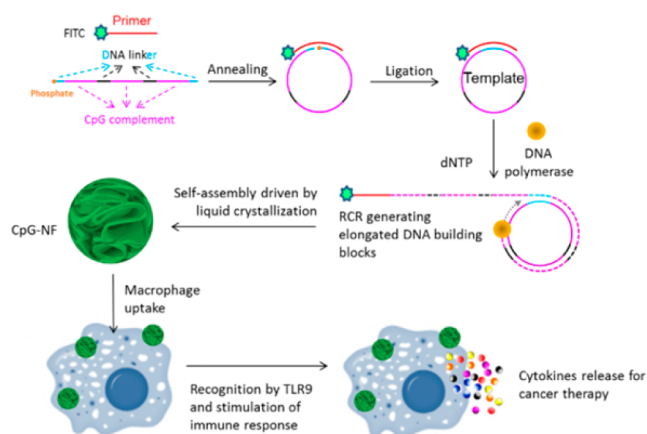 Primer
FITC
DNA linker
Phosphate
CpG complement
Annealing
Ligation
Template
dNTP
DNA
polymerase
RCR generating
elongated DNA building
blocks
Self-assembly driven by
liquid crystallization
CpG-NF
Macrophage
uptake
Recognition by TLR9
and stimulation of
immune response
Cytokines release for
cancer therapy